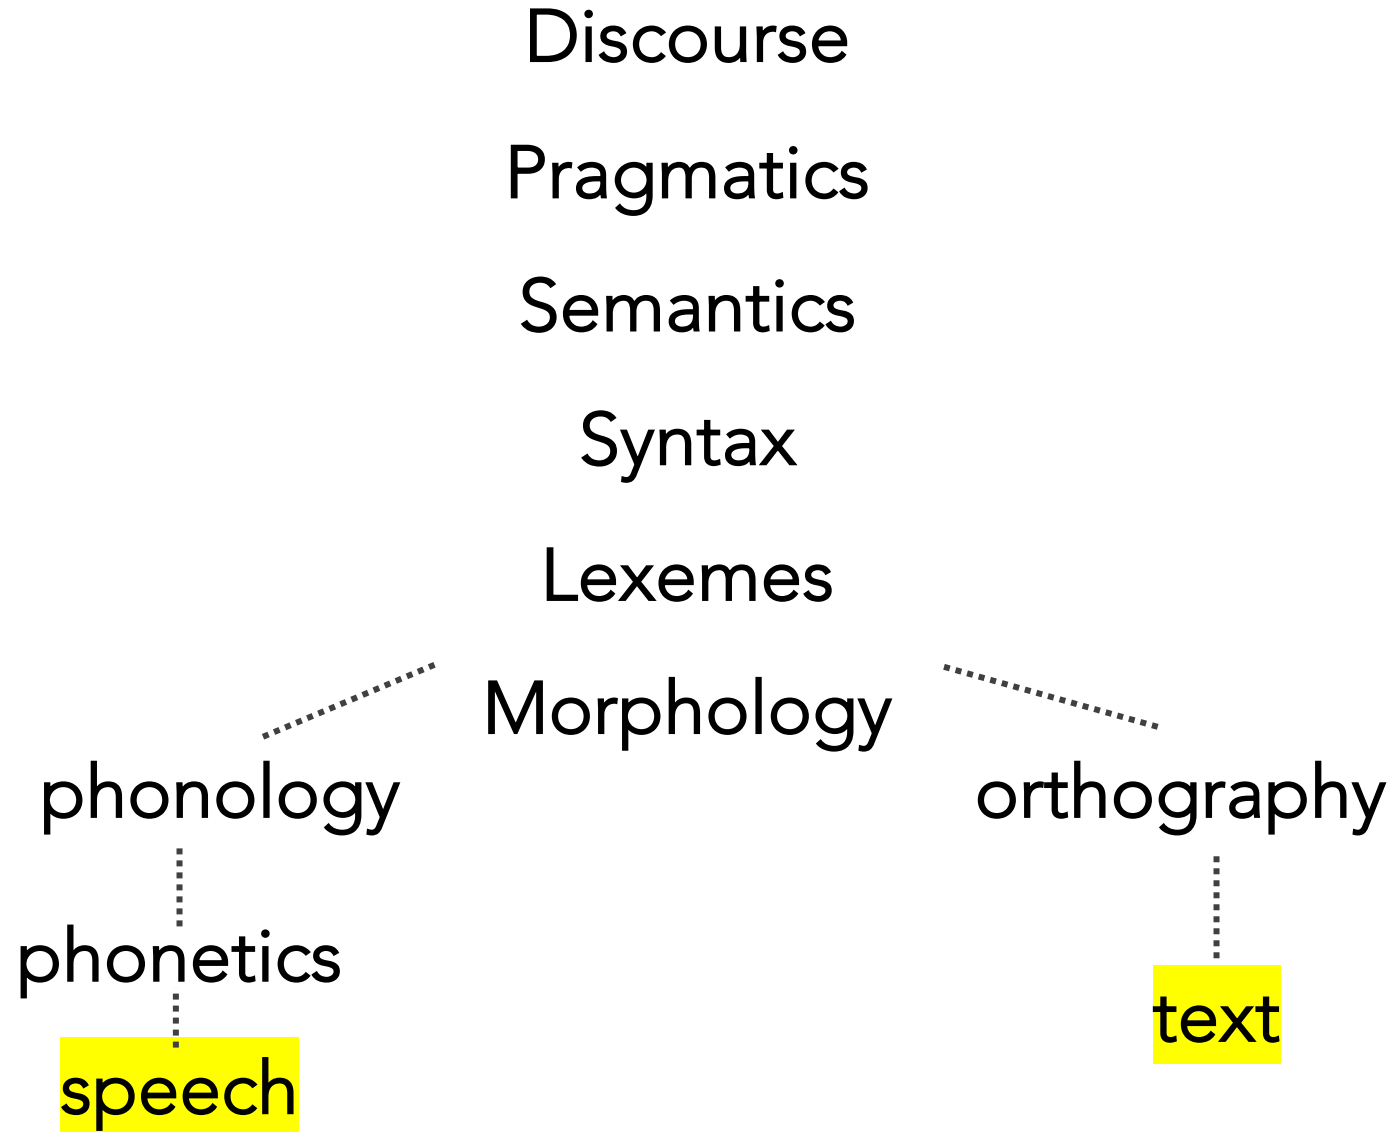 Discourse
Pragmatics
Semantics
Syntax
Lexemes
Morphology
phonology
orthography
phonetics
text
speech